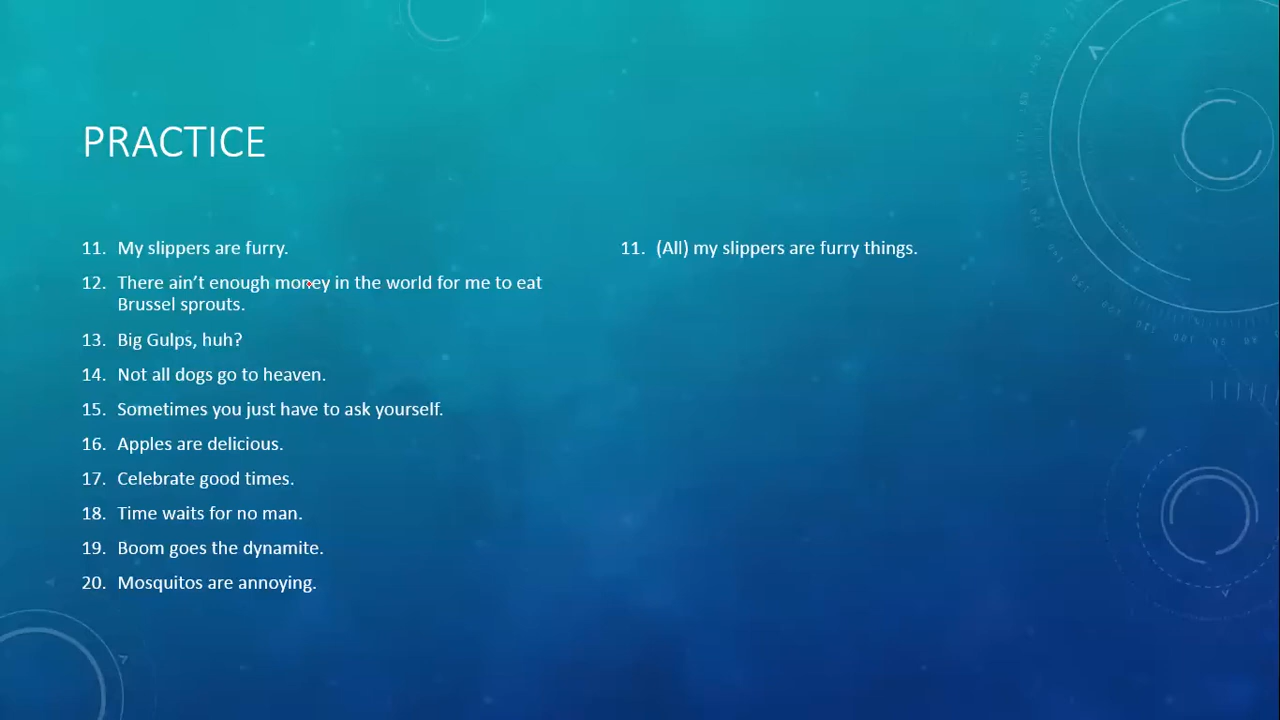 PRACTICE
11. My slippers are furry.
12. There ain't enough money in the world for me to eat
Brussel sprouts.
13. Big Gulps, huh?
14. Not all dogs go to heaven.
15. Sometimes you just have to ask yourself.
16. Apples are delicious.
17. Celebrate good times.
18. Time waits for no man.
19. Boom goes the dynamite.
20. Mosquitos are annoying.
11. (All) my slippers are furry things.